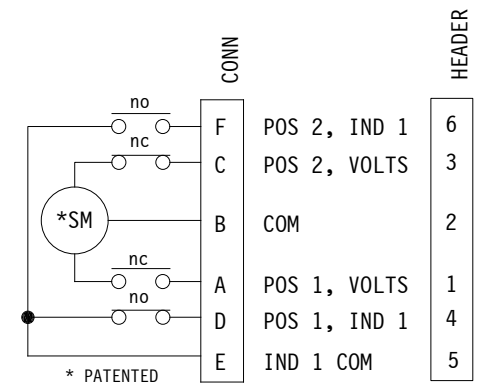 CONN
HEADER
no
F POS 2, IND 1 6
nc
C POS 2, VOLTS 3
*SM B COM 2
nc
A POS 1, VOLTS 1
no
D POS 1, IND 1 4
E IND 1 COM 5
* PATENTED